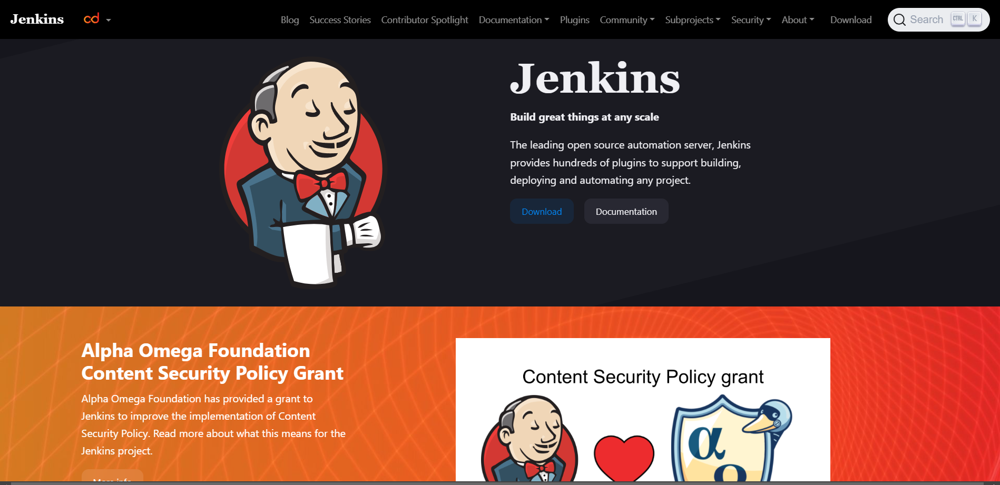 Jenkins
cd
Blog Success Stories Contributor Spotlight Documentation Plugins Community Subprojects Security About Download
Search CTRL K
Jenkins
Build great things at any scale
The leading open source automation server, Jenkins
provides hundreds of plugins to support building,
deploying and automating any project.
Download Documentation
Alpha Omega Foundation
Content Security Policy Grant
Alpha Omega Foundation has provided a grant to
Jenkins to improve the implementation of Content
Security Policy. Read more about what this means for the
Jenkins project.
More info
Content Security Policy grant
α